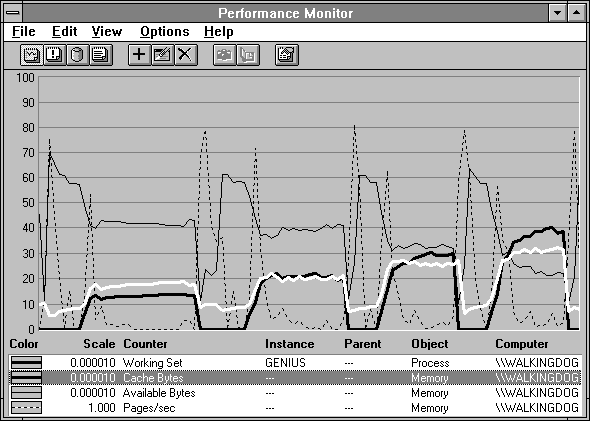 Performance Monitor
File Edit View Options Help
100
90
80
70
60
50
40
30
20
10
0
Color Scale Counter Instance Parent Object Computer
0.000010 Working Set GENIUS --- Process \\WALKINGDOG
0.000010 Cache Bytes --- --- Memory \\WALKINGDOG
0.000010 Available Bytes --- --- Memory \\WALKINGDOG
1.000 Pages/sec --- --- Memory \\WALKINGDOG